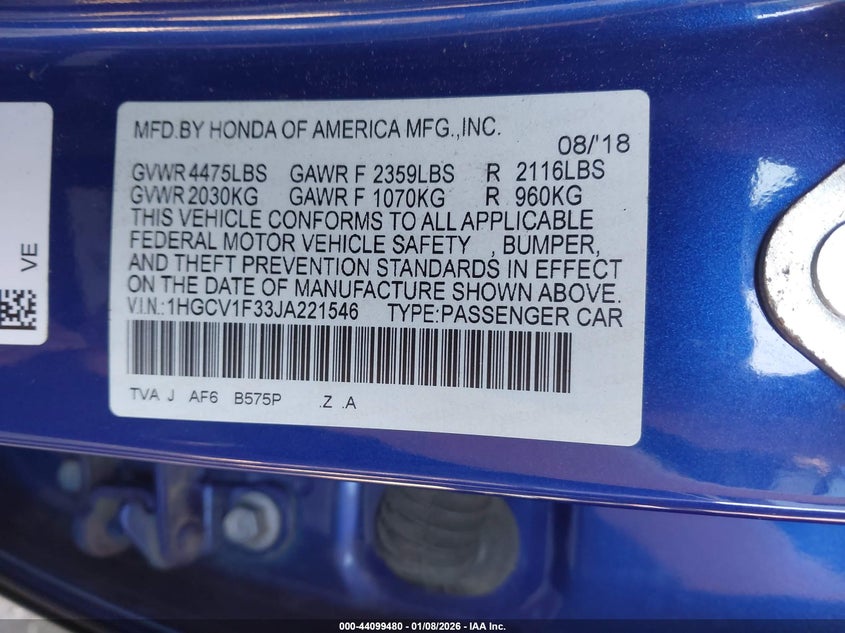 MFD.BY HONDA OF AMERICA MFG.,INC.
08/'18
GVWR 4475LBS GAWR F 2359LBS R 2116LBS
GVWR 2030KG GAWR F 1070KG R 960KG
THIS VEHICLE CONFORMS TO ALL APPLICABLE
FEDERAL MOTOR VEHICLE SAFETY , BUMPER,
AND THEFT PREVENTION STANDARDS IN EFFECT
ON THE DATE OF MANUFACTURE SHOWN ABOVE.
V.I.N.:1HGCV1F33JA221546 TYPE:PASSENGER CAR
TVA J AF6 B575P .Z .A
VE
000-44099480 - 01/08/2026 - IAA Inc.